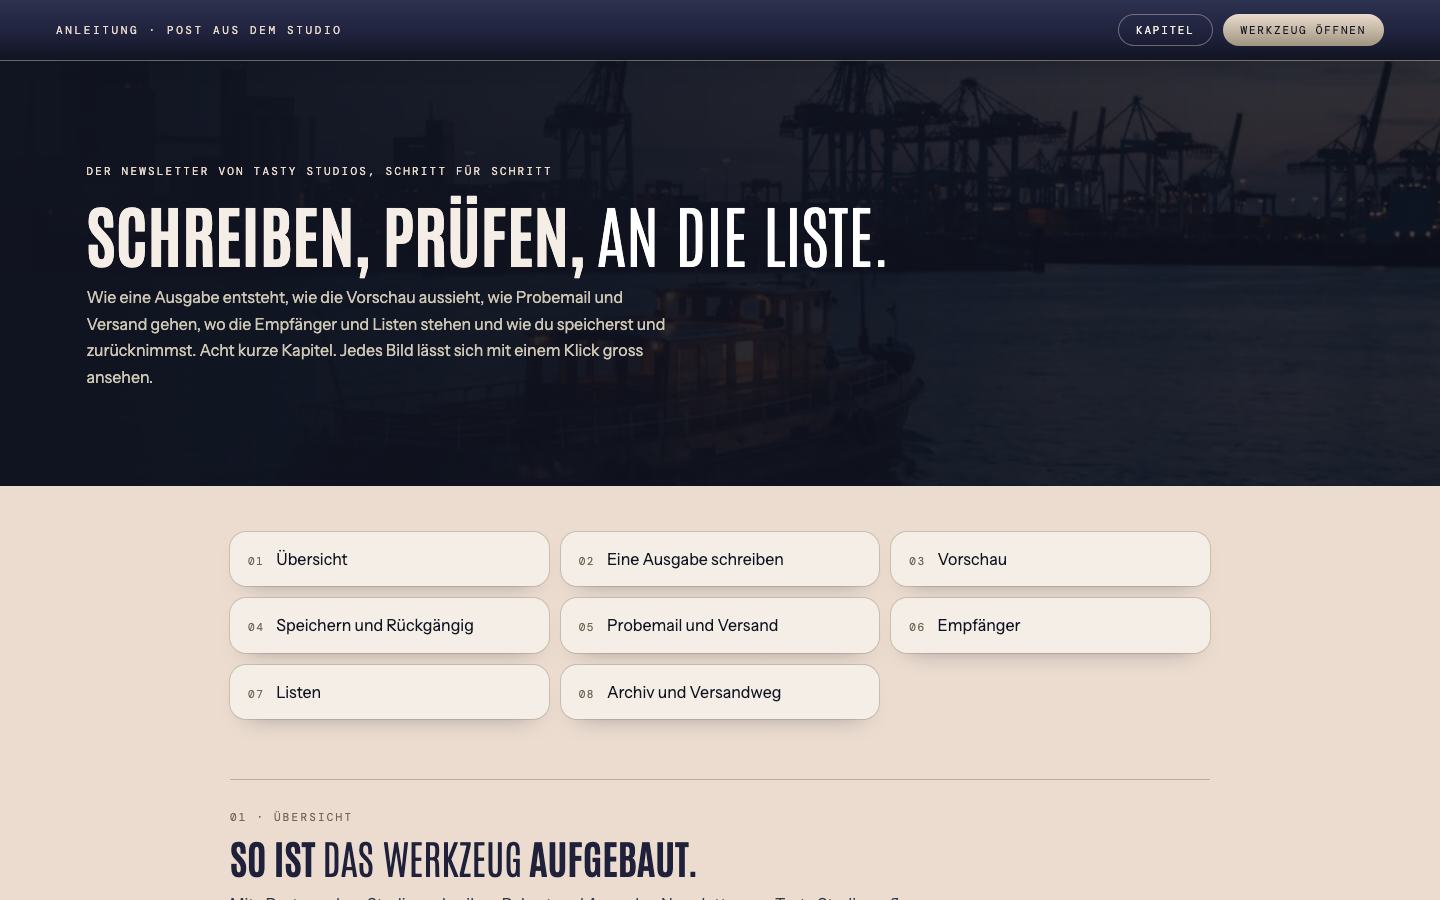 ANLEITUNG · POST AUS DEM STUDIO
KAPITEL
WERKZEUG ÖFFNEN
DER NEWSLETTER VON TASTY STUDIOS, SCHRITT FÜR SCHRITT
SCHREIBEN, PRÜFEN, AN DIE LISTE.
Wie eine Ausgabe entsteht, wie die Vorschau aussieht, wie Probemail und
Versand gehen, wo die Empfänger und Listen stehen und wie du speicherst und
zurücknimmst. Acht kurze Kapitel. Jedes Bild lässt sich mit einem Klick gross
ansehen.
01 Übersicht
02 Eine Ausgabe schreiben
03 Vorschau
04 Speichern und Rückgängig
05 Probemail und Versand
06 Empfänger
07 Listen
08 Archiv und Versandweg
01 · ÜBERSICHT
SO IST DAS WERKZEUG AUFGEBAUT.